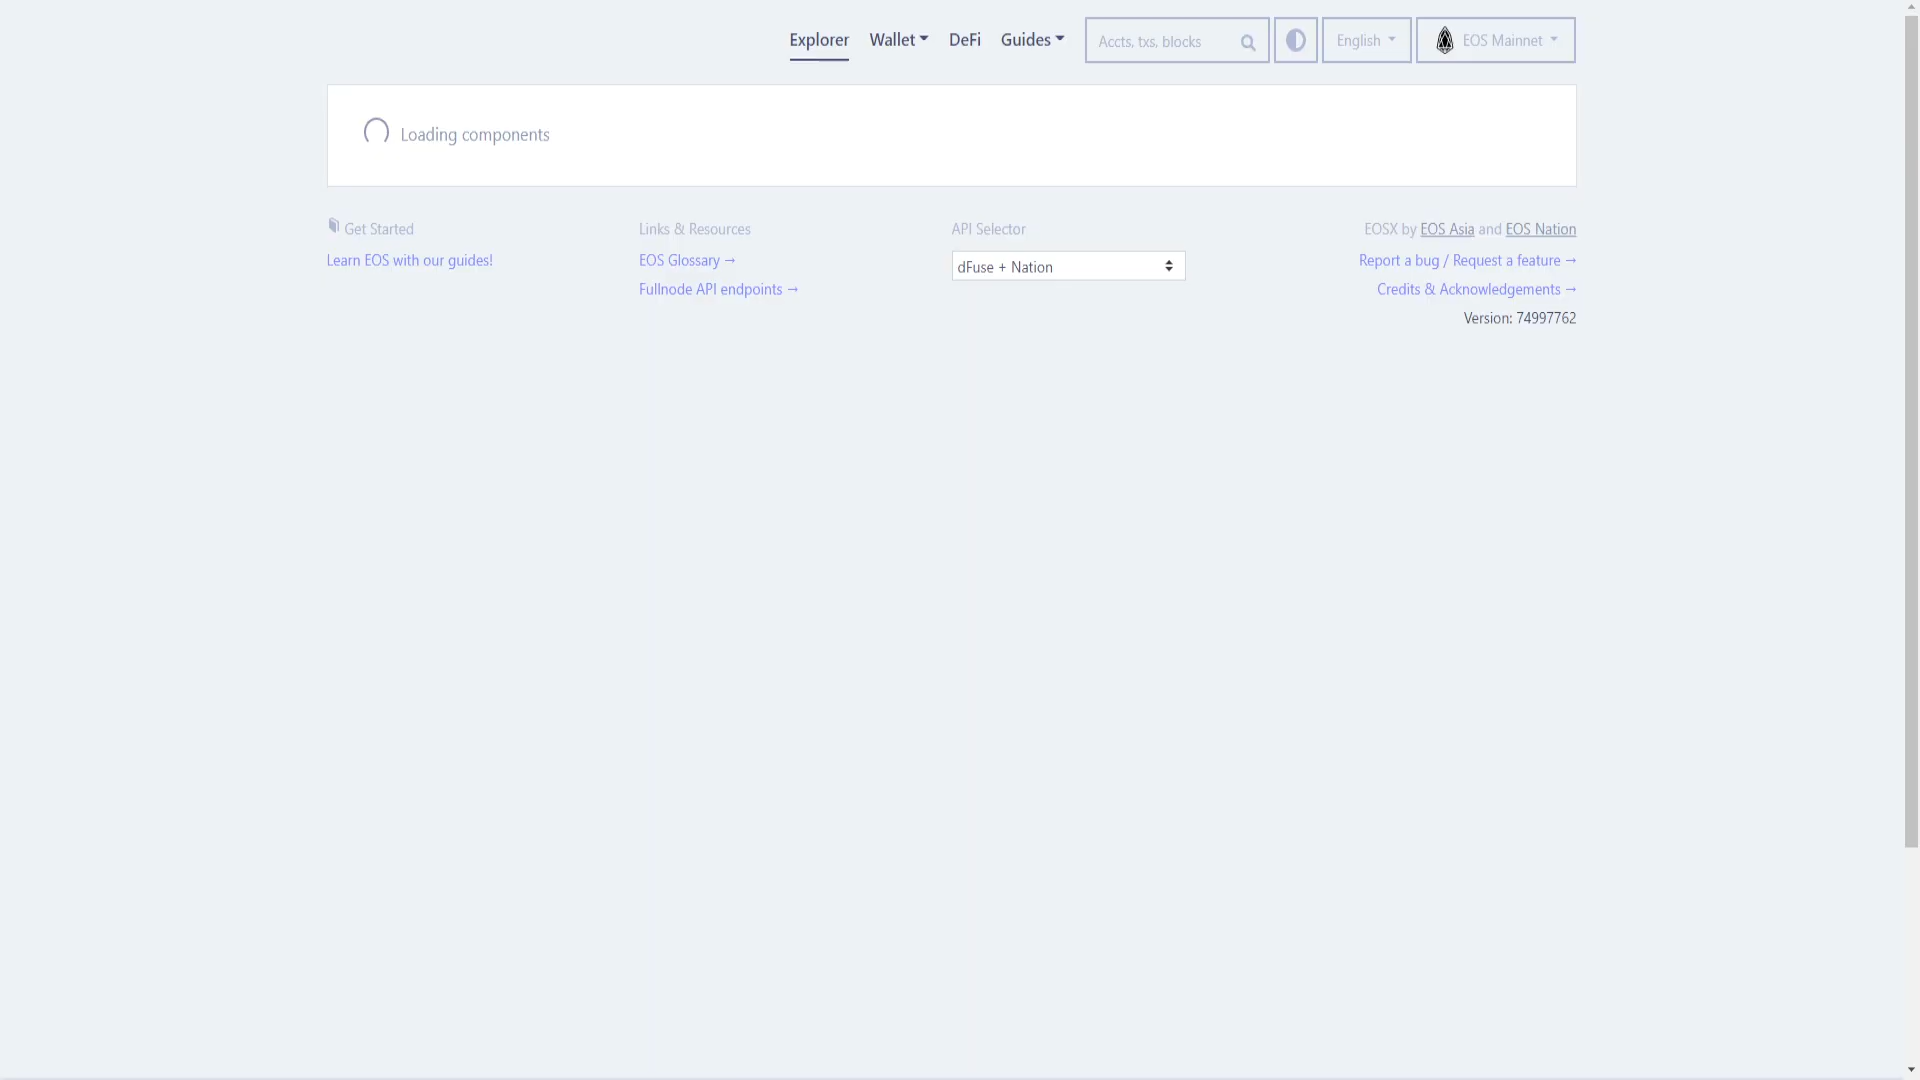 Explorer Wallet DeFi Guides Accts, txs, blocks English EOS Mainnet
Loading components
Get Started
Learn EOS with our guides!
Links & Resources
EOS Glossary →
Fullnode API endpoints →
API Selector
dFuse + Nation
EOSX by EOS Asia and EOS Nation
Report a bug / Request a feature →
Credits & Acknowledgements →
Version: 74997762